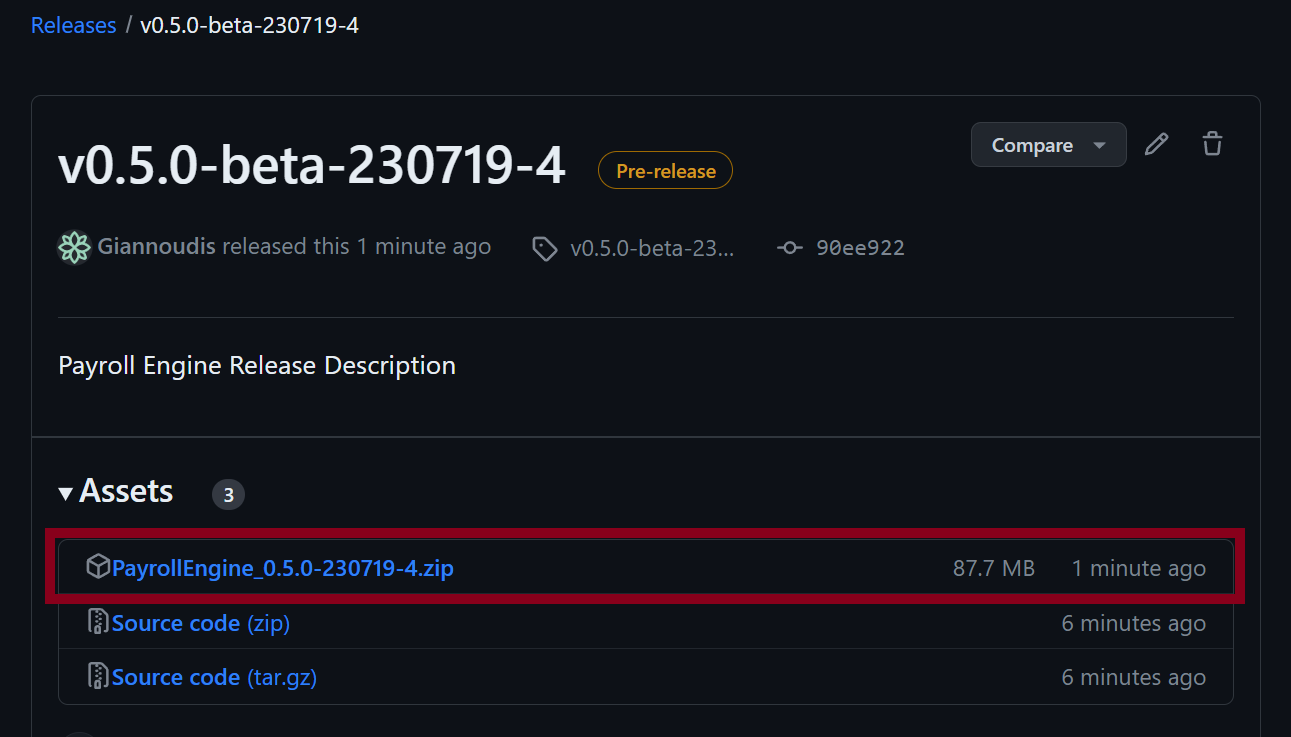 Releases / v0.5.0-beta-230719-4
v0.5.0-beta-230719-4 Pre-release Compare
Giannoudis released this 1 minute ago v0.5.0-beta-23... 90ee922
Payroll Engine Release Description
Assets 3
PayrollEngine_0.5.0-230719-4.zip 87.7 MB 1 minute ago
Source code (zip) 6 minutes ago
Source code (tar.gz) 6 minutes ago